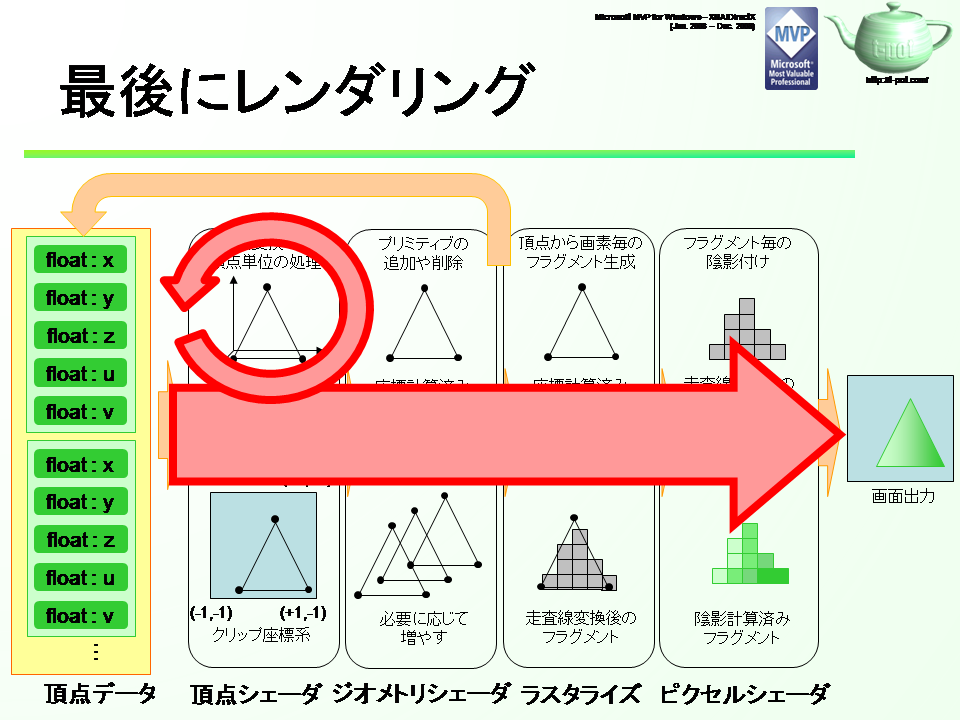 Microsoft MVP for Windows – XNA/DirectX
(Jan. 2006 – Dec. 2008)
MVP
Microsoft®
Most Valuable
Professional
t-pot
http://t-pot.com/
最後にレンダリング
プリミティブの
追加や削除
頂点から画素毎の
フラグメント生成
フラグメント毎の
陰影付け
変換
頂点単位の処理
float : x
float : y
float : z
float : u
float : v
座標計算済み
座標計算済み
走査線
の
float : x
float : y
float : z
float : u
float : v
⋮
(-1,-1)
(+1,-1)
クリップ座標系
必要に応じて
増やす
走査線変換後の
フラグメント
陰影計算済み
フラグメント
画面出力
頂点データ
頂点シェーダ
ジオメトリシェーダ
ラスタライズ
ピクセルシェーダ